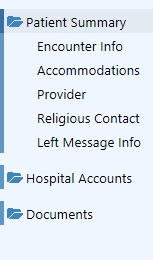 Patient Summary
Encounter Info
Accommodations
Provider
Religious Contact
Left Message Info
Hospital Accounts
Documents